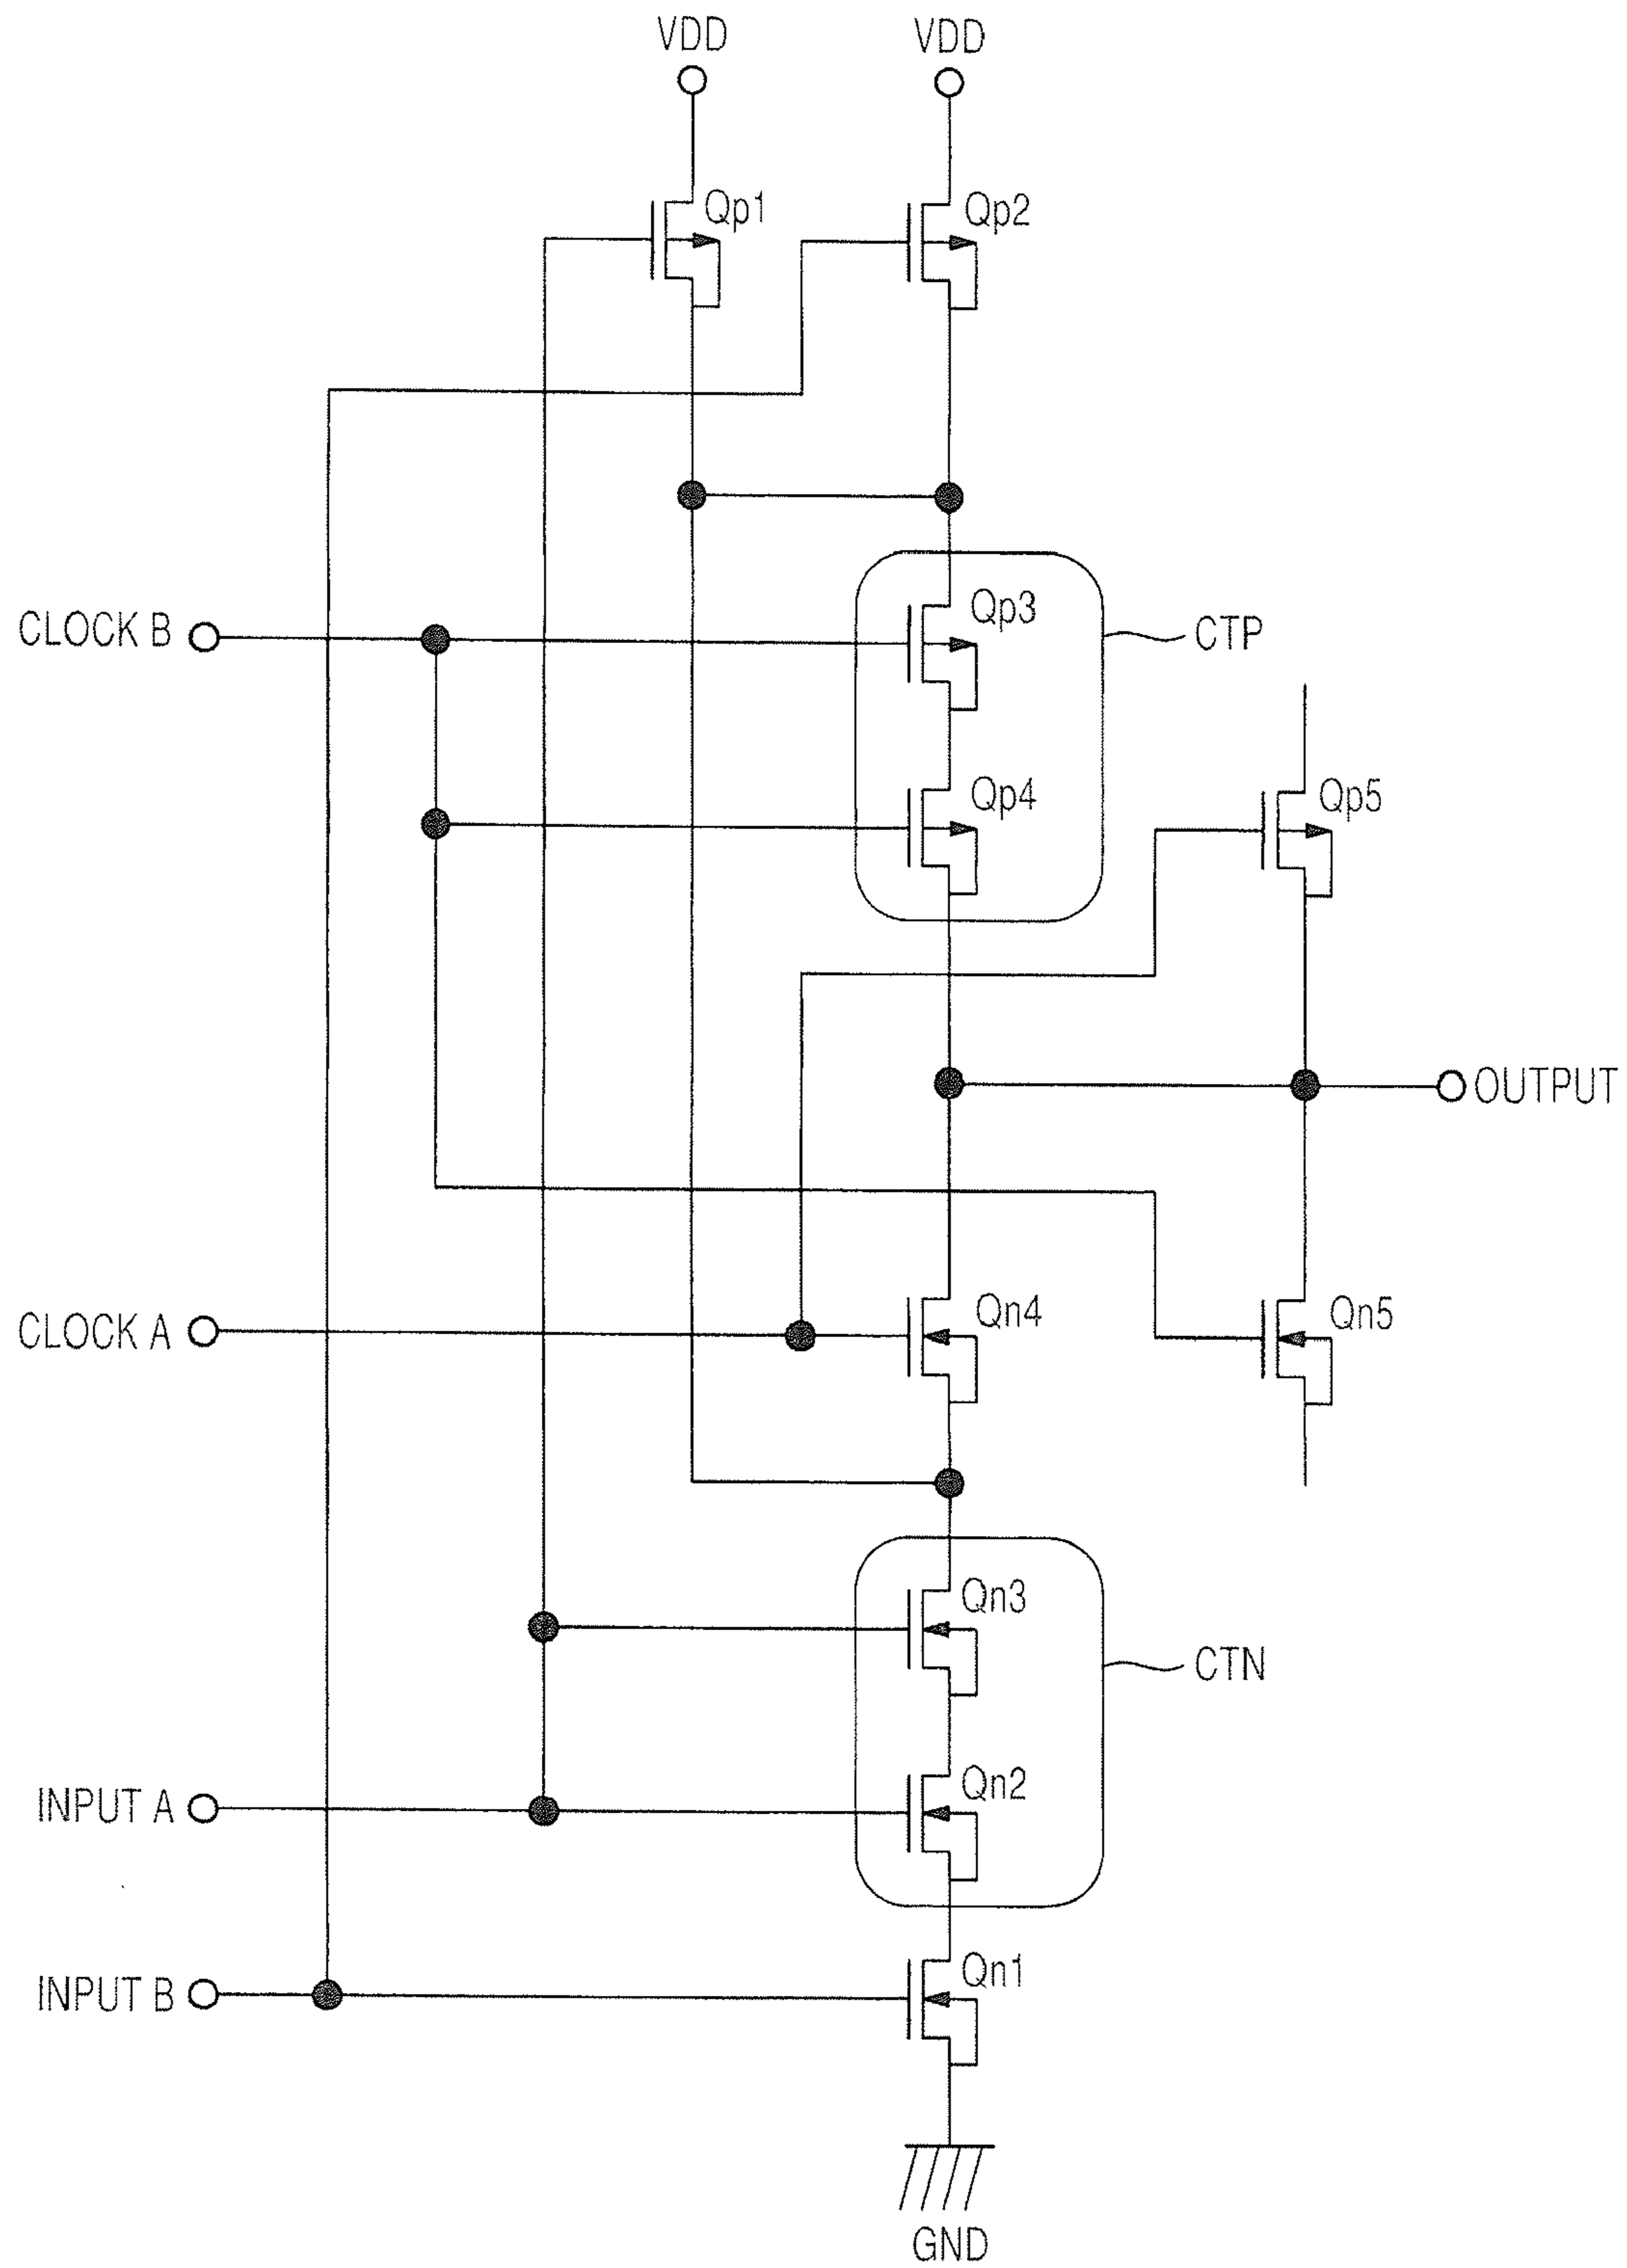 VDD
VDD
Qp1
Qp2
Qp3
CLOCK B
CTP
Qp4
Qp5
OUTPUT
Qn4
Qn5
CLOCK A
Qn3
CTN
Qn2
INPUT A
Qn1
INPUT B
GND